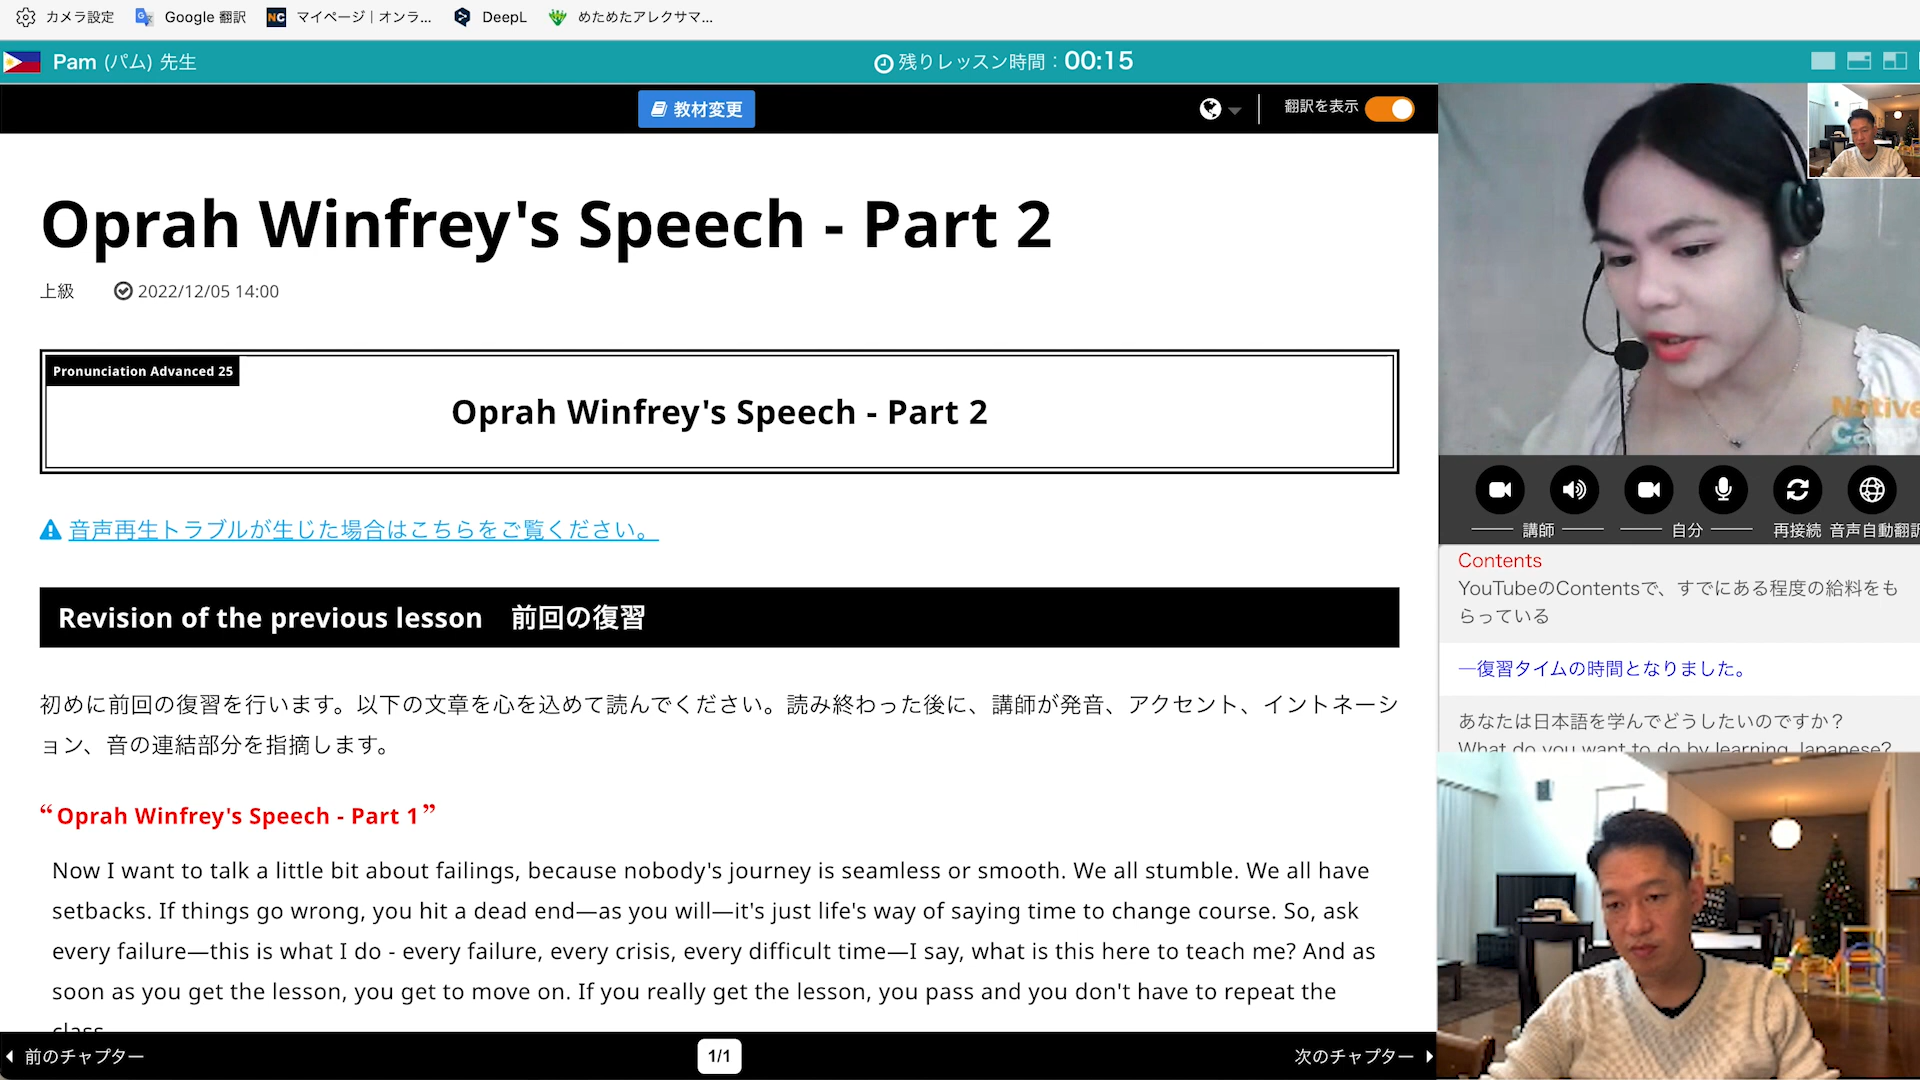 カメラ設定 Google 翻訳 NC マイページ｜オンラ... DeepL めためたアレクサマ...
Pam (パム) 先生 残りレッスン時間 : 00:15
教材変更 翻訳を表示
Oprah Winfrey's Speech - Part 2
上級 2022/12/05 14:00
Pronunciation Advanced 25
Oprah Winfrey's Speech - Part 2
音声再生トラブルが生じた場合はこちらをご覧ください。
Revision of the previous lesson 前回の復習
初めに前回の復習を行います。以下の文章を心を込めて読んでください。読み終わった後に、講師が発音、アクセント、イントネーシ
ョン、音の連結部分を指摘します。
“Oprah Winfrey's Speech - Part 1”
Now I want to talk a little bit about failings, because nobody's journey is seamless or smooth. We all stumble. We all have
setbacks. If things go wrong, you hit a dead end—as you will—it's just life's way of saying time to change course. So, ask
every failure—this is what I do - every failure, every crisis, every difficult time—I say, what is this here to teach me? And as
soon as you get the lesson, you get to move on. If you really get the lesson, you pass and you don't have to repeat the
class.
前のチャプター 1/1 次のチャプター
Native
Camp
講師 自分 再接続 音声自動翻訳
Contents
YouTubeのContentsで、すでにある程度の給料をも
らっている
—復習タイムの時間となりました。
あなたは日本語を学んでどうしたいのですか？
What do you want to do by learning Japanese?